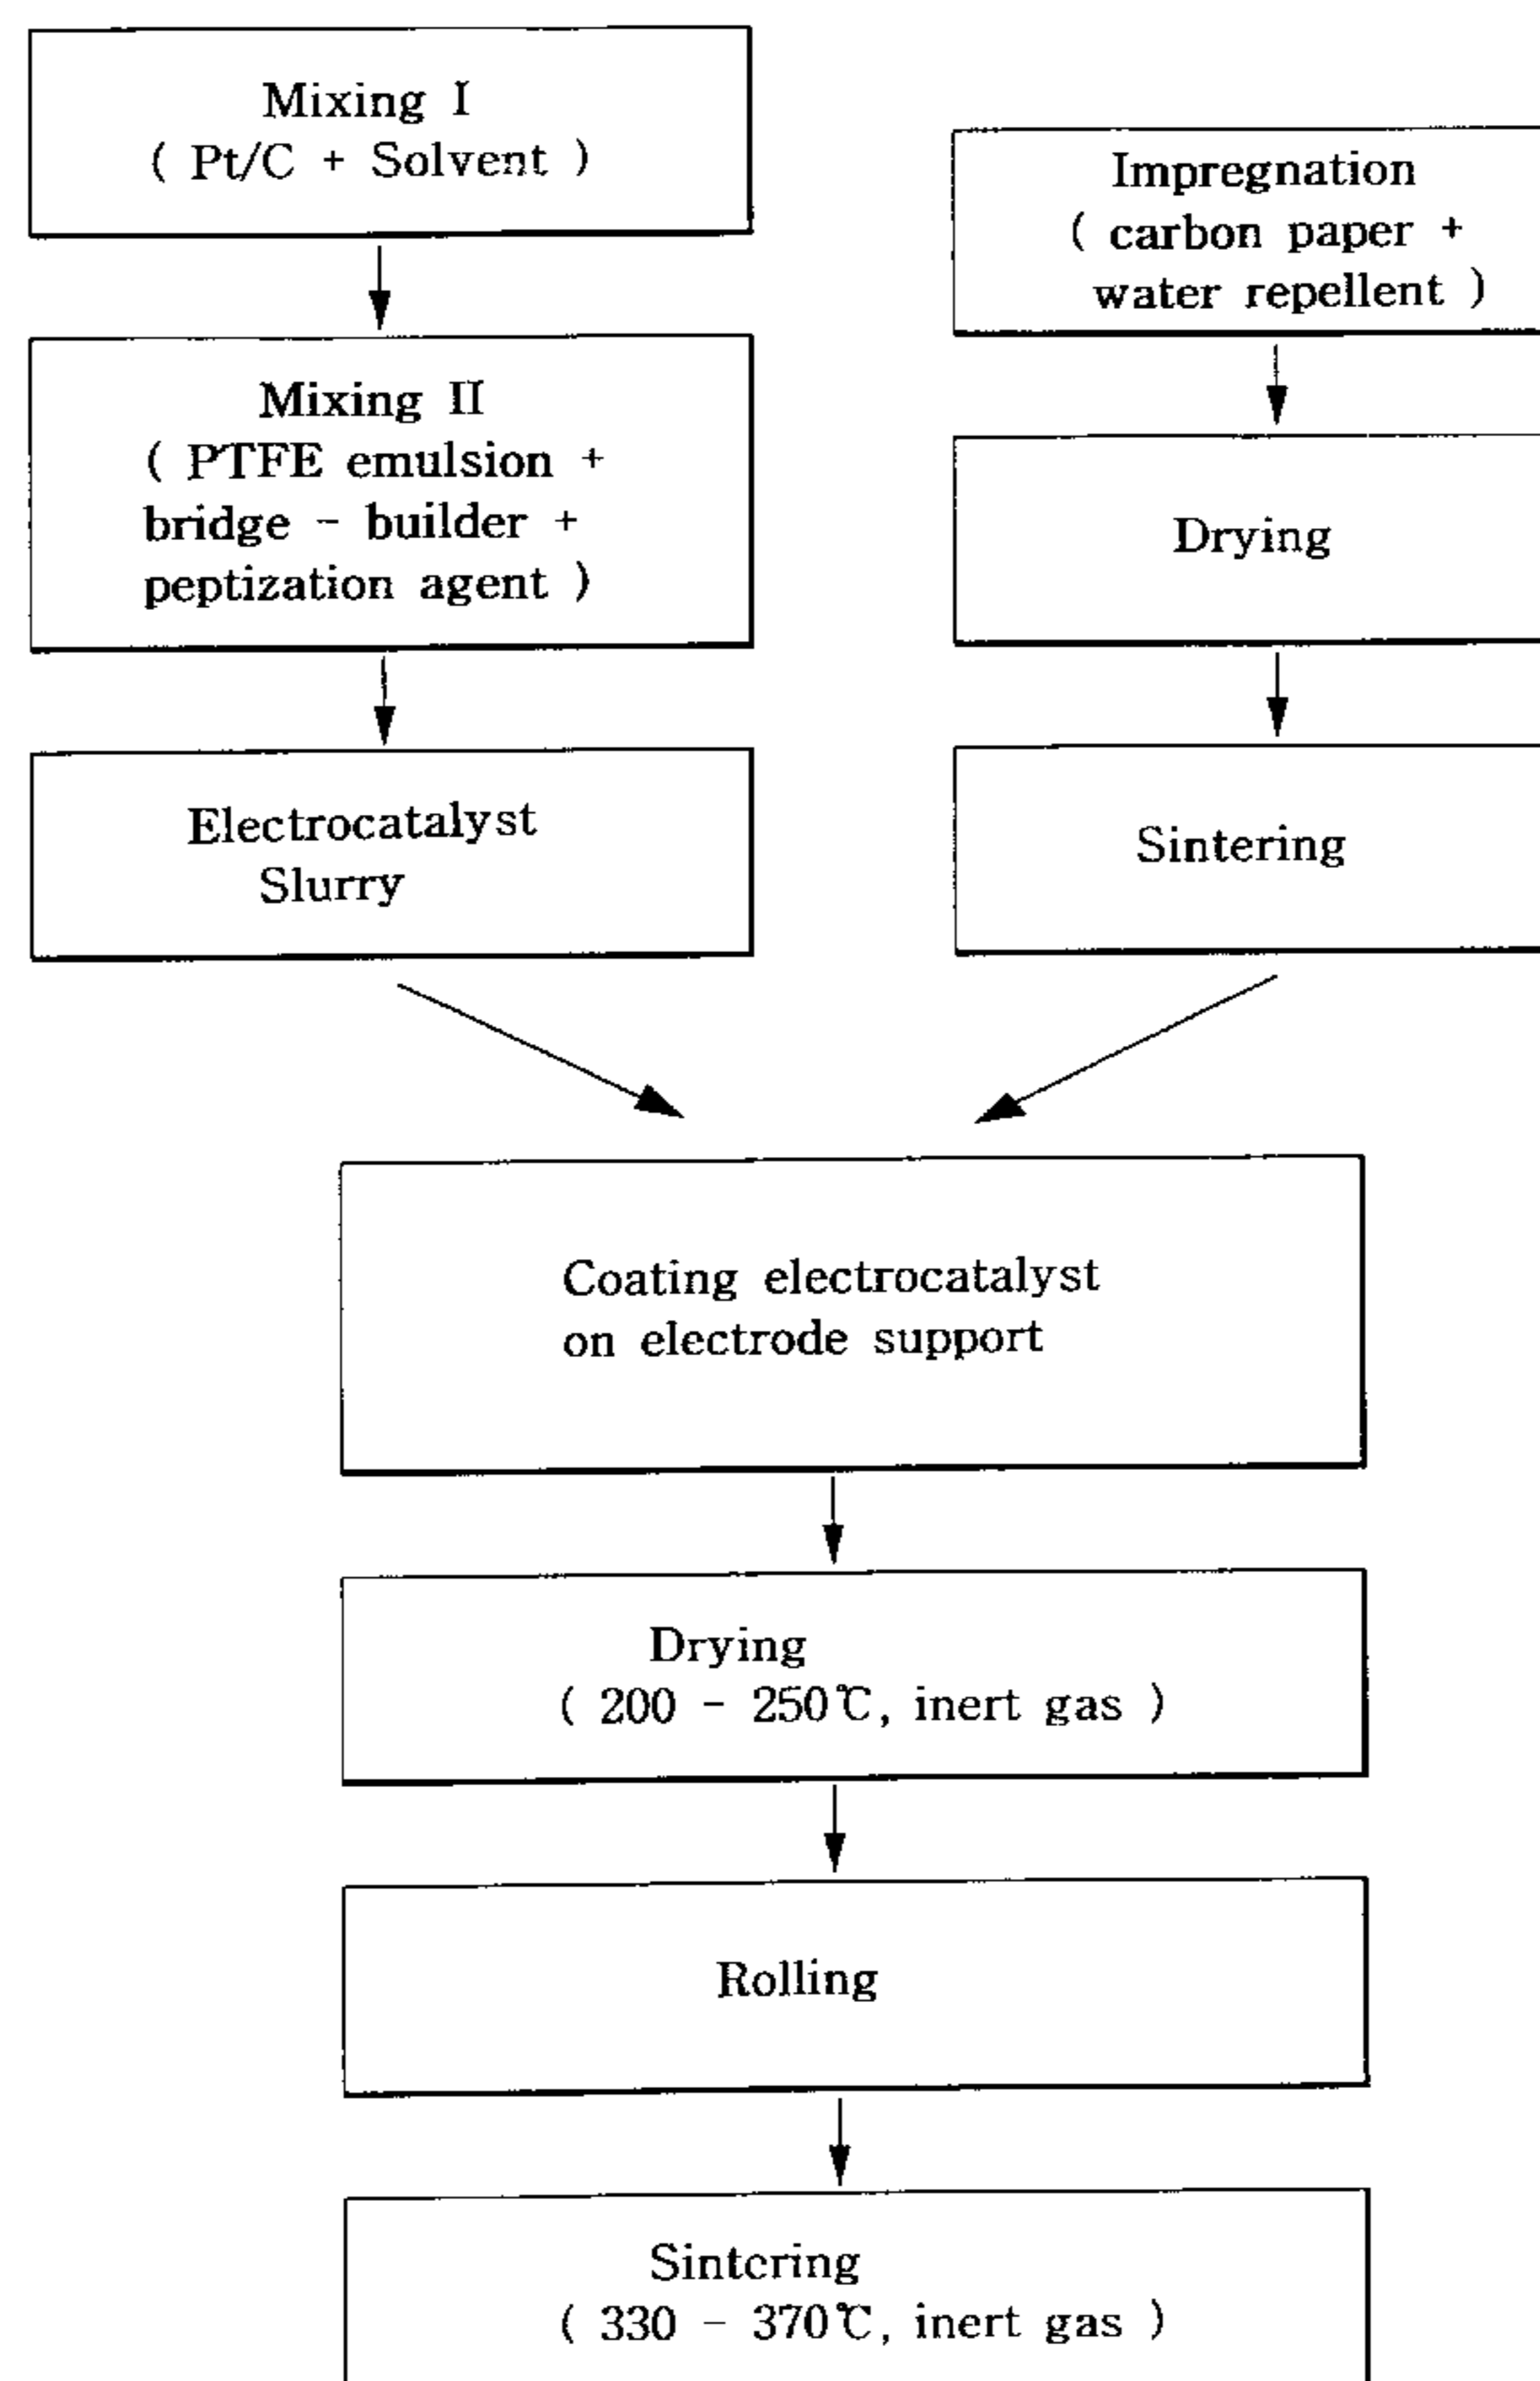 Mixing I
( Pt/C + Solvent )
Mixing II
( PTFE emulsion +
bridge - builder +
peptization agent )
Electrocatalyst
Slurry
Impregnation
( carbon paper +
water repellent )
Drying
Sintering
Coating electrocatalyst
on electrode support
Drying
( 200 - 250℃, inert gas )
Rolling
Sintering
( 330 - 370℃, inert gas )